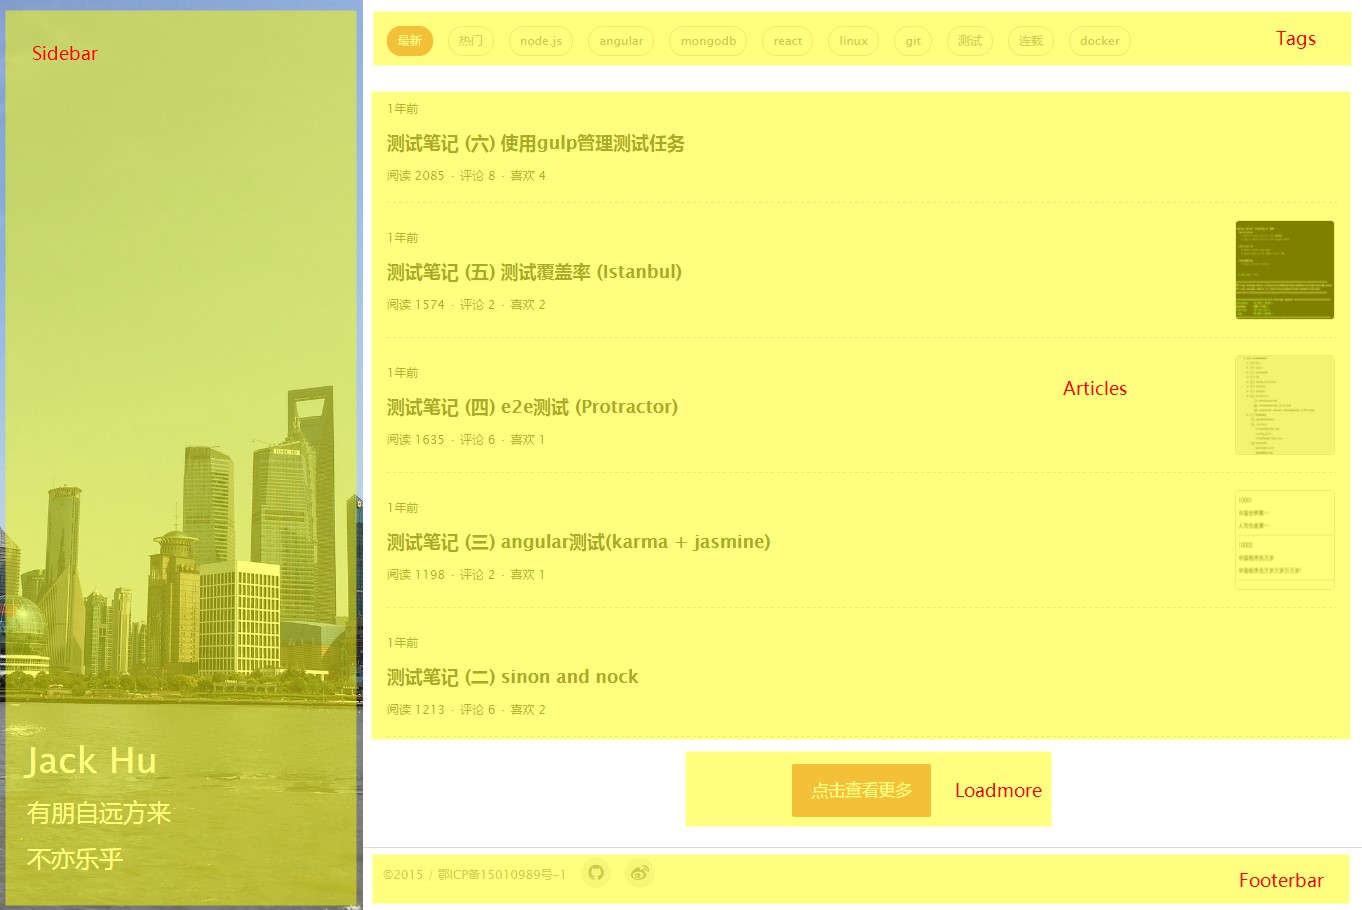 Sidebar
Jack Hu
有朋自远方来
不亦乐乎
最新 热门 node.js angular mongodb react linux git 测试 连载 docker
Tags
1年前
测试笔记 (六) 使用gulp管理测试任务
阅读 2085 · 评论 8 · 喜欢 4
1年前
测试笔记 (五) 测试覆盖率 (Istanbul)
阅读 1574 · 评论 2 · 喜欢 2
1年前
测试笔记 (四) e2e测试 (Protractor)
阅读 1635 · 评论 6 · 喜欢 1
Articles
1年前
测试笔记 (三) angular测试(karma + jasmine)
阅读 1198 · 评论 2 · 喜欢 1
10001
10002
1年前
测试笔记 (二) sinon and nock
阅读 1213 · 评论 6 · 喜欢 2
点击查看更多
Loadmore
©2015 / 鄂ICP备15010989号-1
Footerbar